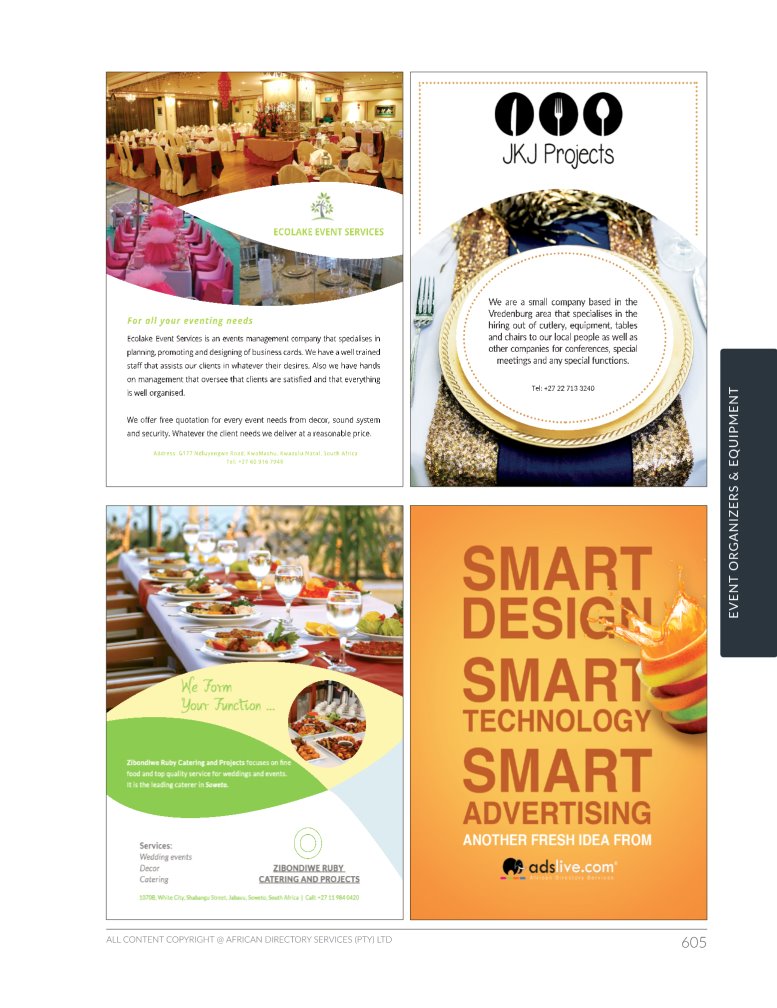 ECOLAKE EVENT SERVICES
For all your eventing needs
Ecolake Event Services is an events management company that specialises in
planning, promoting and designing of business cards. We have a well trained
staff that assists our clients in whatever their desires. Also we have hands
on management that oversee that clients are satisfied and that everything
is well organised.
We offer free quotation for every event needs from decor, sound system
and security. Whatever the client needs we deliver at a reasonable price.
Road, KwaMashu, Kwazulu-Natal, South Africa
JKJ Projects
We are a small company based in the
Vredenburg area that specialises in the
hiring out of cutlery, equipment, tables
and chairs to our local people as well as
other companies for conferences, special
meetings and any special functions.
Tel: +27 22 713 3240
We Form
Your Function ...
Zibondiwe Ruby Catering and Projects focuses on fine
food and top quality service for weddings and events.
It is the leading caterer in Soweto.
Services:
Wedding events
Decor
Catering
ZIBONDIWE RUBY
CATERING AND PROJECTS
White City, Shabangu Street, Jabavu, Soweto, South Africa | Call: +27 11 984 0420
SMART
DESIGN
SMART
TECHNOLOGY
SMART
ADVERTISING
ANOTHER FRESH IDEA FROM
adslive.com
African Directory Services
EVENT ORGANIZERS & EQUIPMENT
ALL CONTENT COPYRIGHT @ AFRICAN DIRECTORY SERVICES (PTY) LTD
605